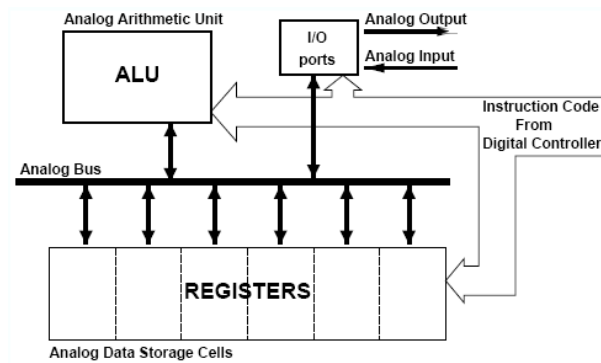 Analog Arithmetic Unit
ALU
I/O
ports
Analog Output
Analog Input
Instruction Code
From
Digital Controller
Analog Bus
REGISTERS
Analog Data Storage Cells